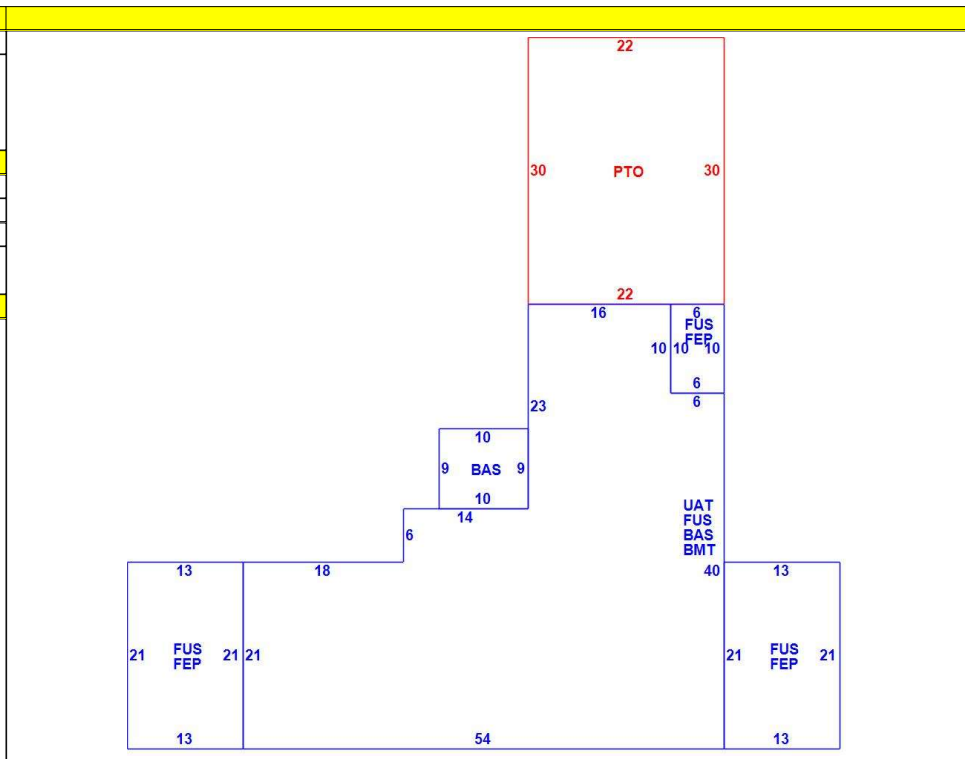 22
30 PTO 30
22
16 6
FUS
FEP
10 10 10
6
6
23
10
9 BAS 9
10
14
6
UAT
FUS
BAS
BMT
40
13 18 13
21 FUS
FEP 21 21
21 FUS
FEP 21
13 54 13